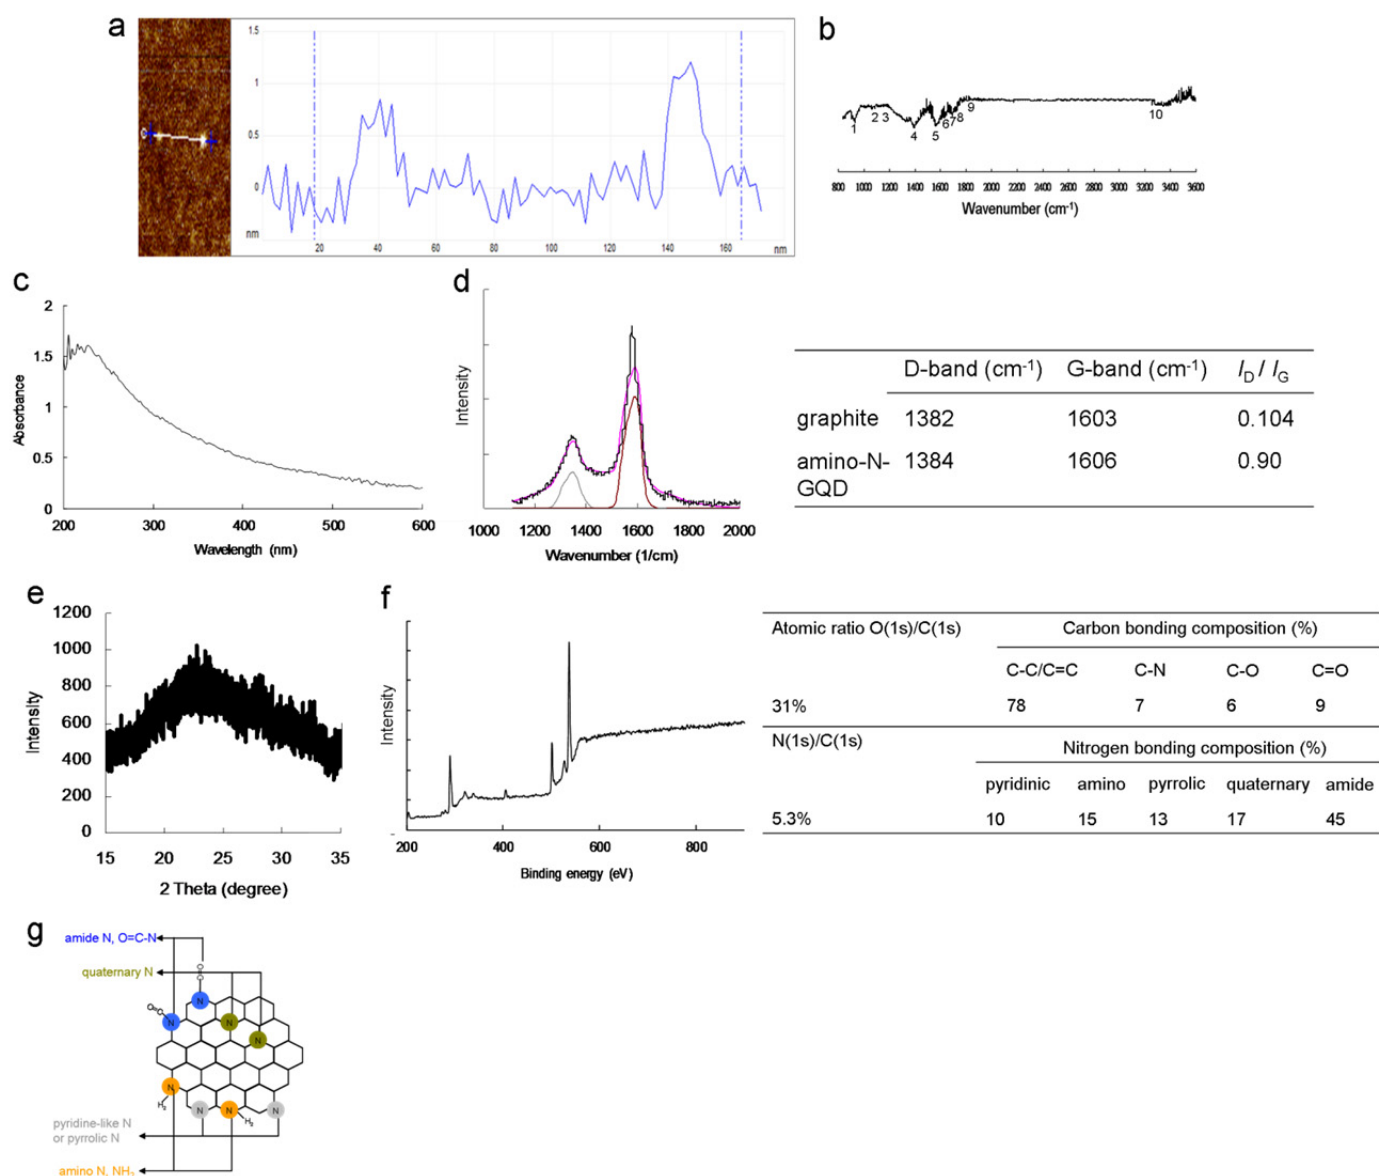 a
1.5
1
0.5
0
nm
20
40
60
80
100
120
140
160
nm
b
1
2 3
4
5
6
7
8
9
10
800 1000 1200 1400 1600 1800 2000 2200 2400 2600 2800 3000 3200 3400 3600
Wavenumber (cm-1)
c
2
1.5
1
0.5
0
Absorbance
200 300 400 500 600
Wavelength (nm)
d
Intensity
1000 1200 1400 1600 1800 2000
Wavenumber (1/cm)
D-band (cm-1) G-band (cm-1) ID / IG
graphite 1382 1603 0.104
amino-N- 1384 1606 0.90
GQD
e
1200
1000
800
600
400
200
0
Intensity
15 20 25 30 35
2 Theta (degree)
f
Intensity
200 400 600 800
Binding energy (eV)
Atomic ratio O(1s)/C(1s) Carbon bonding composition (%)
C-C/C=C C-N C-O C=O
31% 78 7 6 9
N(1s)/C(1s) Nitrogen bonding composition (%)
pyridinic amino pyrrolic quaternary amide
5.3% 10 15 13 17 45
g
amide N, O=C-N
quaternary N
N
N
N
N
N
H2
N
N
H2
N
pyridine-like N
or pyrrolic N
amino N, NH2